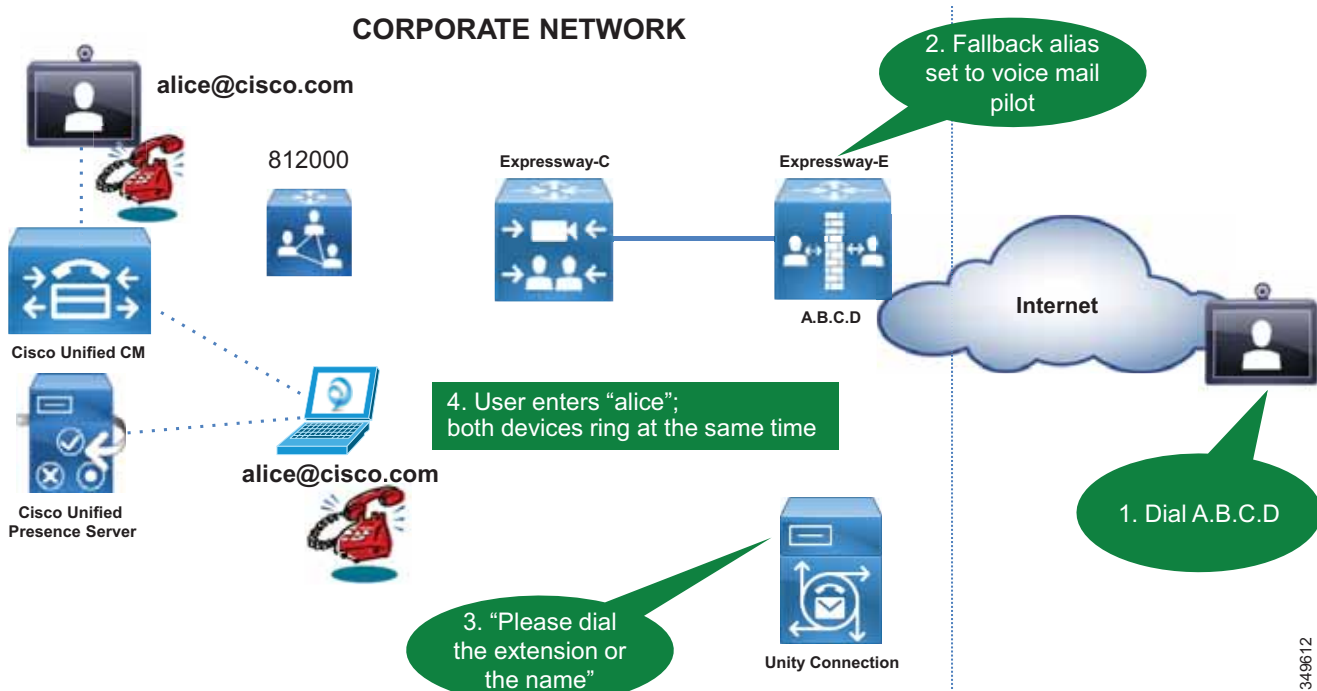 CORPORATE NETWORK
alice@cisco.com
812000
Expressway-C
Expressway-E
2. Fallback alias
set to voice mail
pilot
A.B.C.D
Internet
Cisco Unified CM
4. User enters “alice”;
both devices ring at the same time
alice@cisco.com
Cisco Unified
Presence Server
1. Dial A.B.C.D
3. “Please dial
the extension or
the name”
Unity Connection
349612